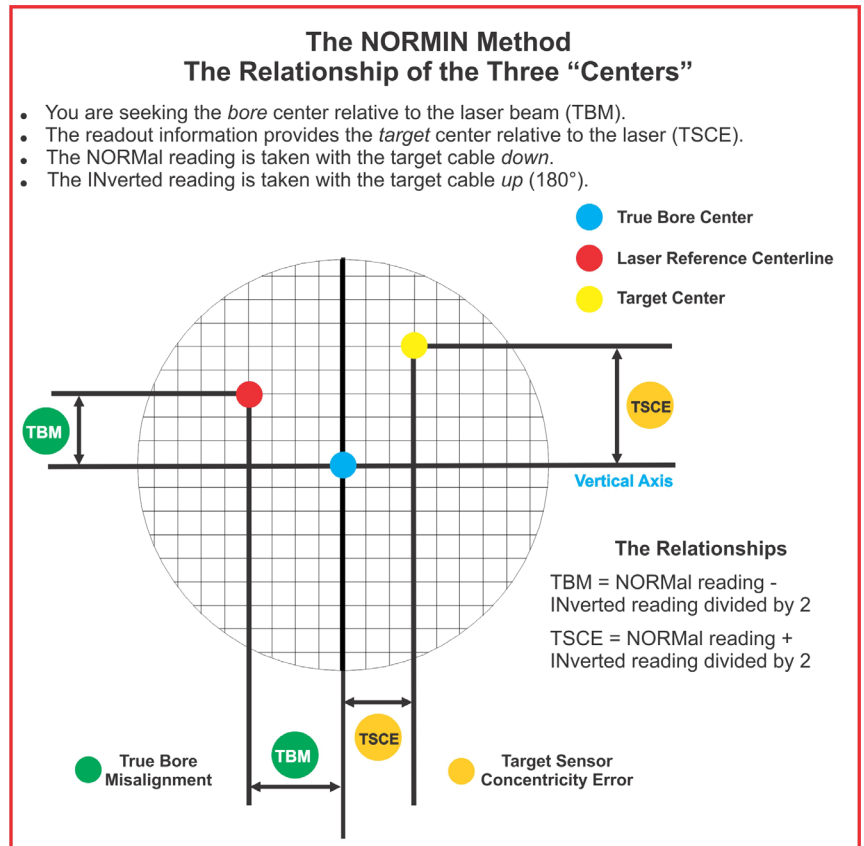 The NORMIN Method
The Relationship of the Three “Centers”
• You are seeking the bore center relative to the laser beam (TBM).
• The readout information provides the target center relative to the laser (TSCE).
• The NORMal reading is taken with the target cable down.
• The INverted reading is taken with the target cable up (180°).
True Bore Center
Laser Reference Centerline
Target Center
TSCE
TBM
Vertical Axis
The Relationships
TBM = NORMal reading -
INverted reading divided by 2
TSCE = NORMal reading +
INverted reading divided by 2
TSCE
TBM
True Bore
Misalignment
Target Sensor
Concentricity Error